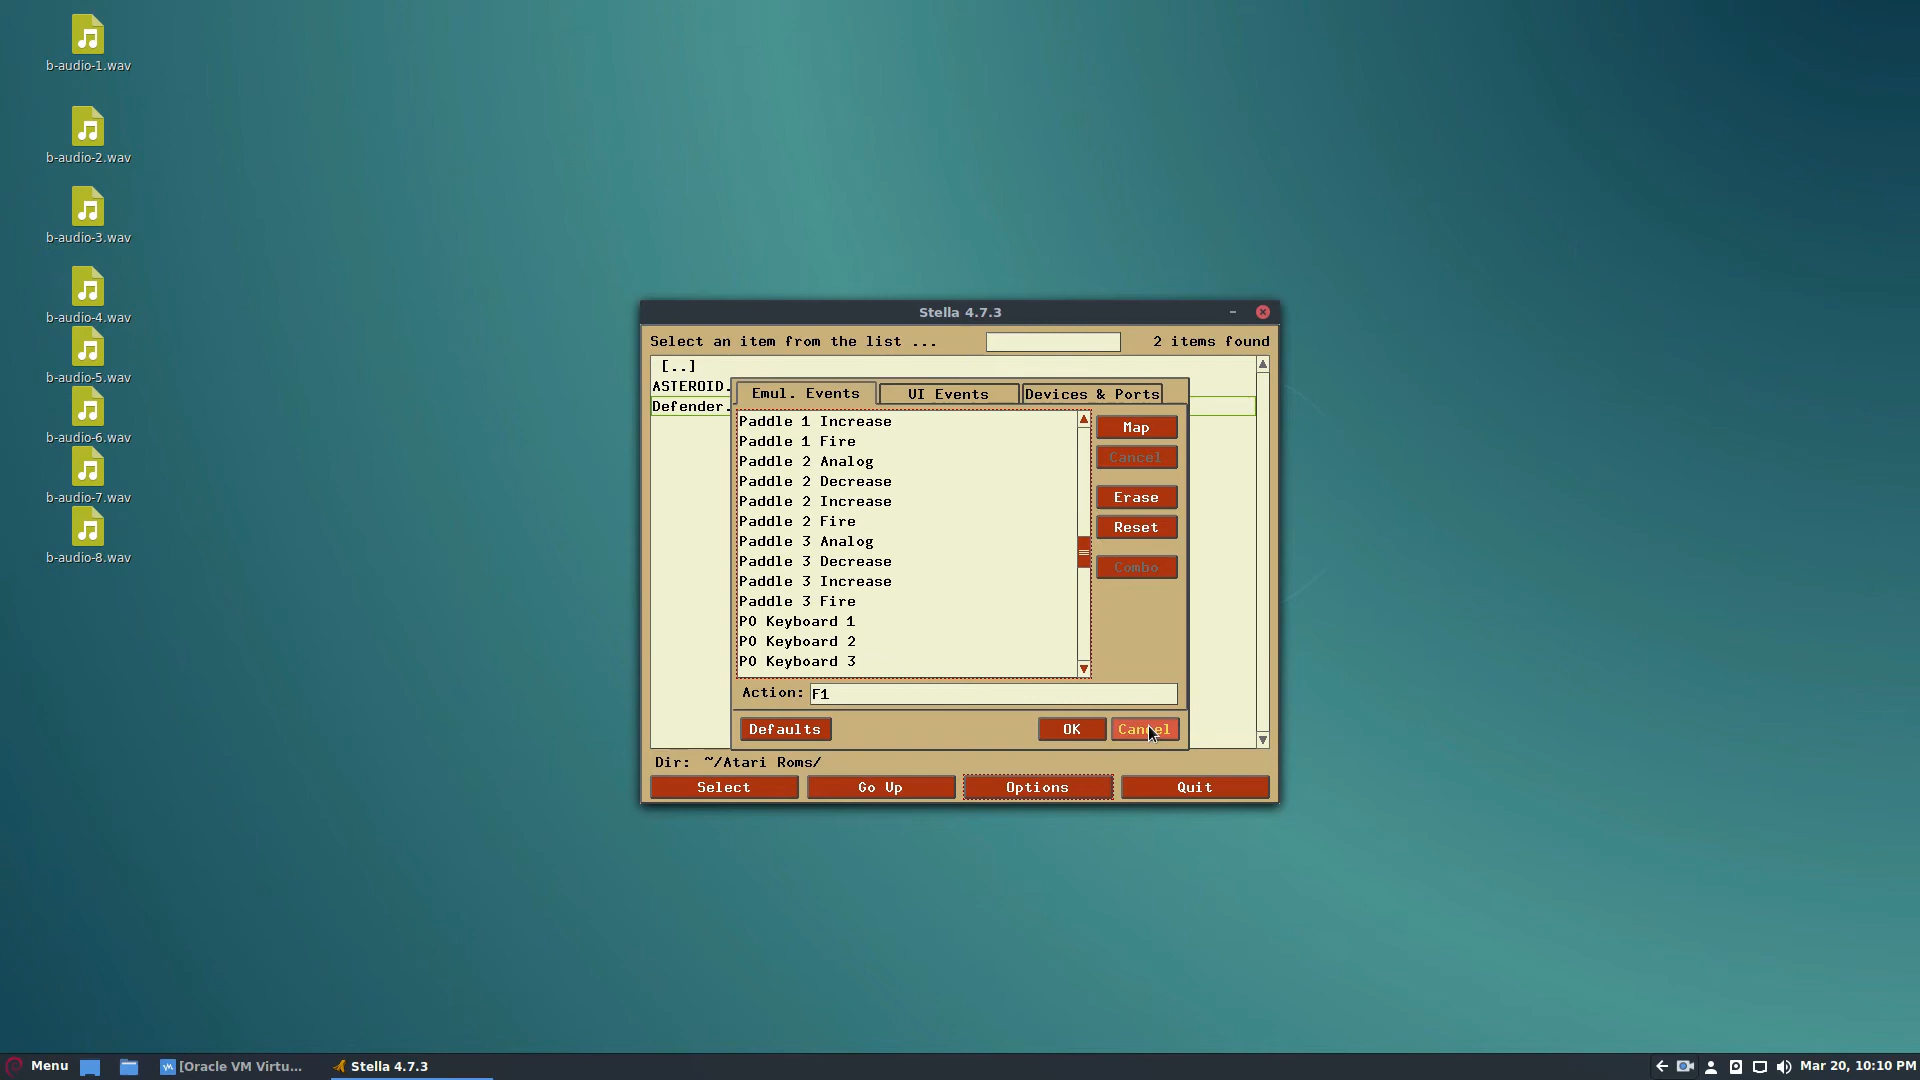 b-audio-1.wav
b-audio-2.wav
b-audio-3.wav
b-audio-4.wav
b-audio-5.wav
b-audio-6.wav
b-audio-7.wav
b-audio-8.wav
Stella 4.7.3
Select an item from the list ...
2 items found
[..]
ASTEROID.
Defender.
Emul. Events
UI Events
Devices & Ports
Paddle 1 Increase
Paddle 1 Fire
Paddle 2 Analog
Paddle 2 Decrease
Paddle 2 Increase
Paddle 2 Fire
Paddle 3 Analog
Paddle 3 Decrease
Paddle 3 Increase
Paddle 3 Fire
P0 Keyboard 1
P0 Keyboard 2
P0 Keyboard 3
Map
Cancel
Erase
Reset
Combo
Action: F1
Defaults
OK
Cancel
Dir: ~/Atari Roms/
Select
Go Up
Options
Quit
Menu
[Oracle VM Virtu...
Stella 4.7.3
Mar 20, 10:10 PM